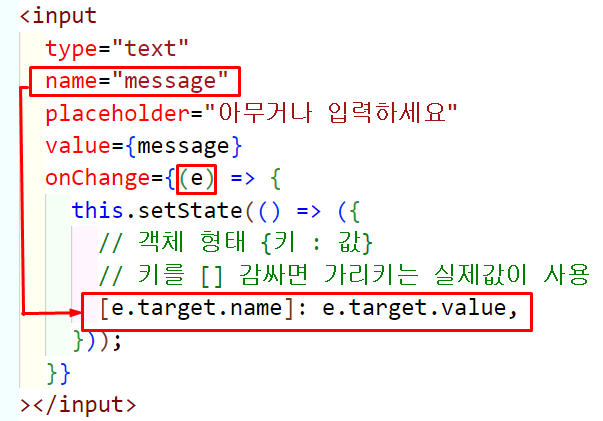 <input
type="text"
name="message"
placeholder="아무거나 입력하세요"
value={message}
onChange={(e) => {
this.setState(() => ({
// 객체 형태 {키 : 값}
// 키를 [] 감싸면 가리키는 실제값이 사용
[e.target.name]: e.target.value,
}));
}}
></input>